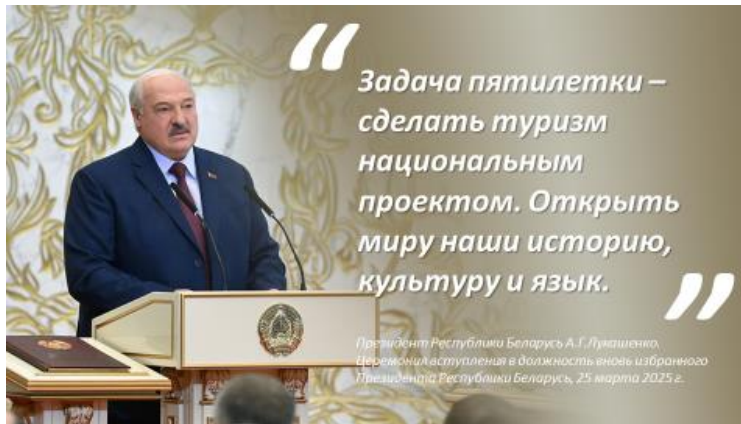 “
Задача пятилетки –
сделать туризм
национальным
проектом. Открыть
миру наши историю,
культуру и язык.
”
Президент Республики Беларусь А.Г.Лукашенко.
Церемония вступления в должность вновь избранного
Президента Республики Беларусь, 25 марта 2025 г.